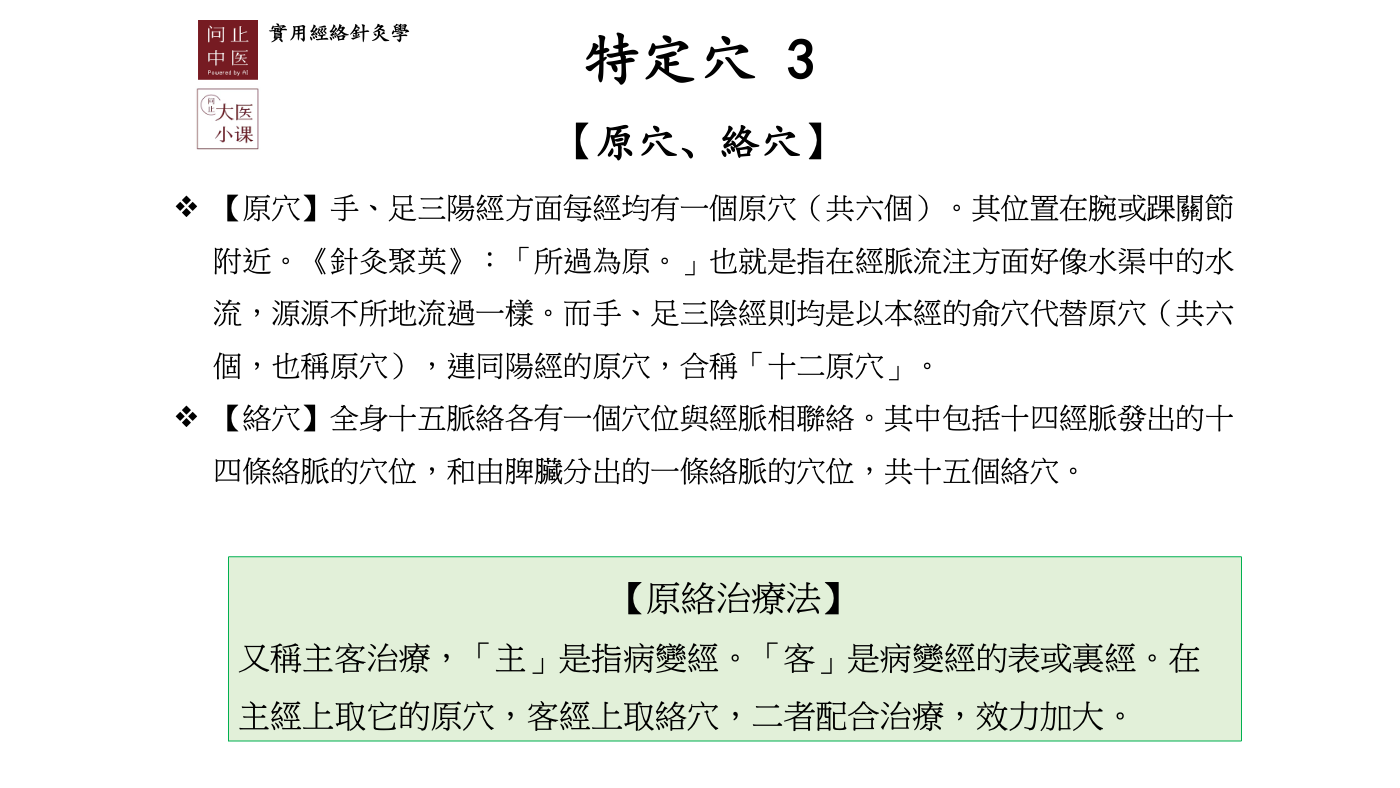 问止
中医
Powered by AI
實用經絡針灸學
问止
大医
小课
特定穴 3
【原穴、絡穴】
❖ 【原穴】手、足三陽經方面每經均有一個原穴（共六個）。其位置在腕或踝關節
附近。《針灸聚英》：「所過為原。」也就是指在經脈流注方面好像水渠中的水
流，源源不所地流過一樣。而手、足三陰經則均是以本經的俞穴代替原穴（共六
個，也稱原穴），連同陽經的原穴，合稱「十二原穴」。
❖ 【絡穴】全身十五脈絡各有一個穴位與經脈相聯絡。其中包括十四經脈發出的十
四條絡脈的穴位，和由脾臟分出的一條絡脈的穴位，共十五個絡穴。
【原絡治療法】
又稱主客治療，「主」是指病變經。「客」是病變經的表或裏經。在
主經上取它的原穴，客經上取絡穴，二者配合治療，效力加大。